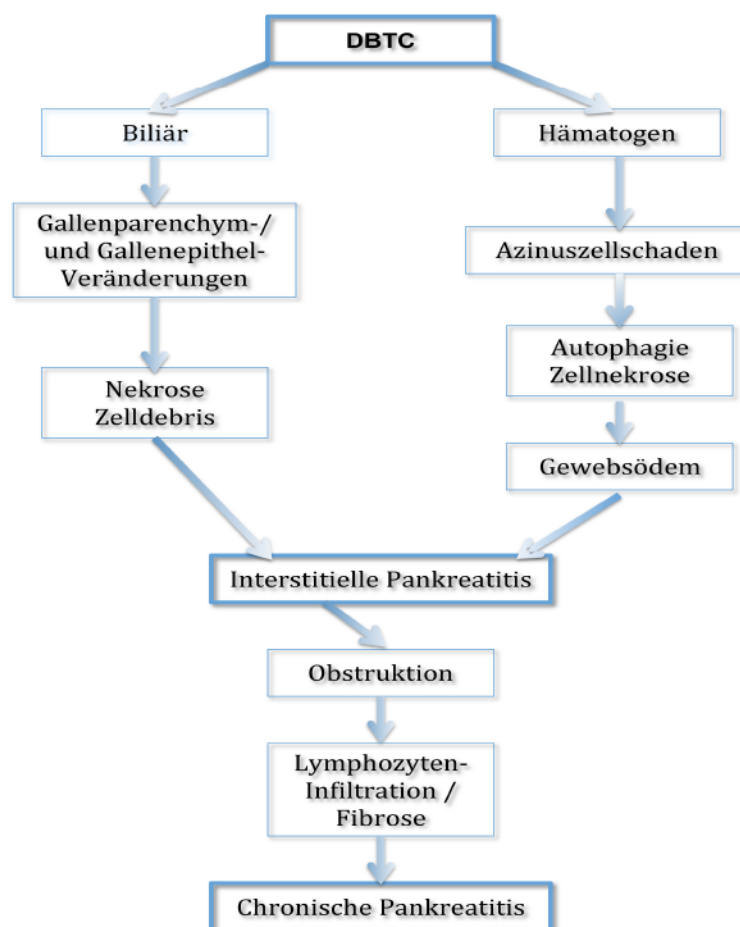 DBTC
Biliär
Hämatogen
Gallenparenchym-/
und Gallenepithel-
Veränderungen
Azinuszellschaden
Nekrose
Zelldebris
Autophagie
Zellnekrose
Gewebsödem
Interstitielle Pankreatitis
Obstruktion
Lymphozyten-
Infiltration /
Fibrose
Chronische Pankreatitis